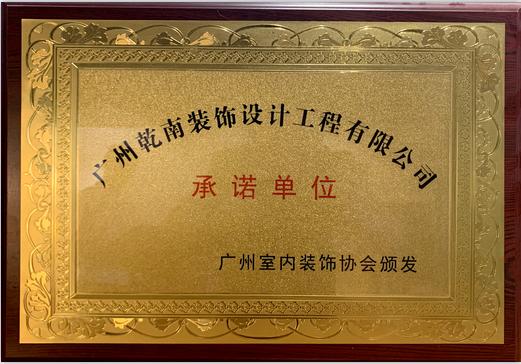 广州乾南装饰设计工程有限公司
承诺单位
广州室内装饰协会颁发